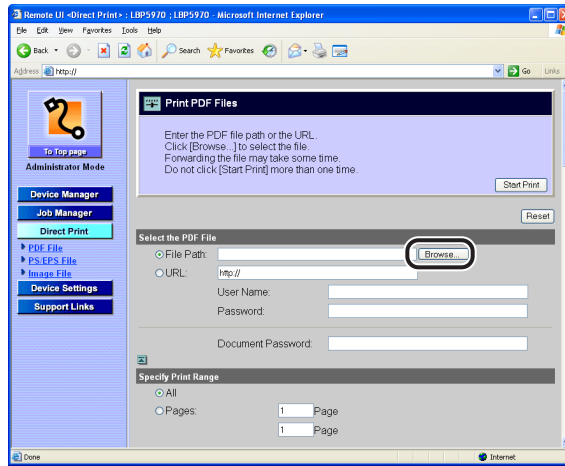 Remote UI <Direct Print> : LBP5970 ; LBP5970 - Microsoft Internet Explorer
File Edit View Favorites Tools Help
Back Search Favorites
Address http:// Go Links
To Top page
Administrator Mode
Device Manager
Job Manager
Direct Print
PDF File
PS/EPS File
Image File
Device Settings
Support Links
Print PDF Files
Enter the PDF file path or the URL.
Click [Browse...] to select the file.
Forwarding the file may take some time.
Do not click [Start Print] more than one time.
Start Print
Reset
Select the PDF File
File Path: Browse...
URL: http://
User Name:
Password:
Document Password:
Specify Print Range
All
Pages: 1 Page
1 Page
Done Internet